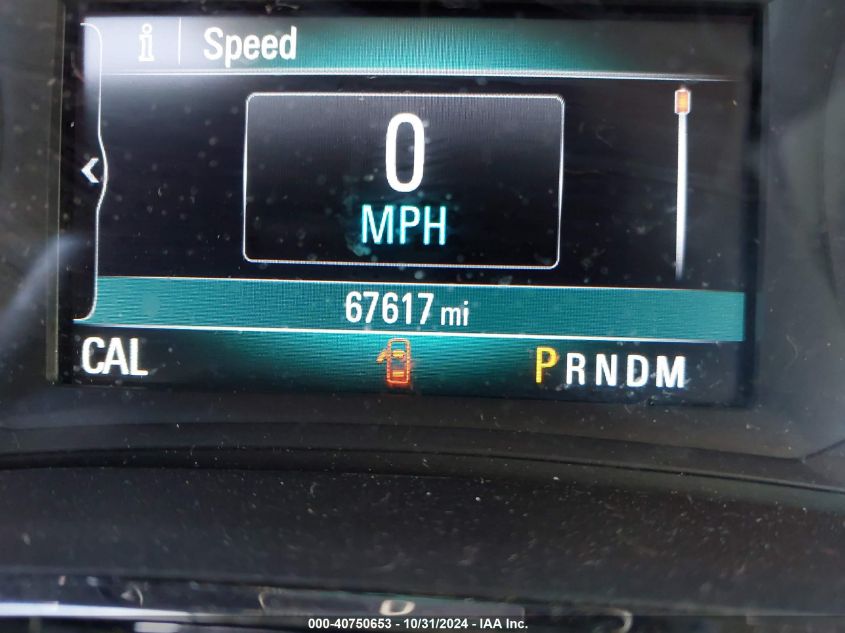 i Speed
0
MPH
67617 mi
CAL PRNDM
000-40750653 - 10/31/2024 - IAA Inc.